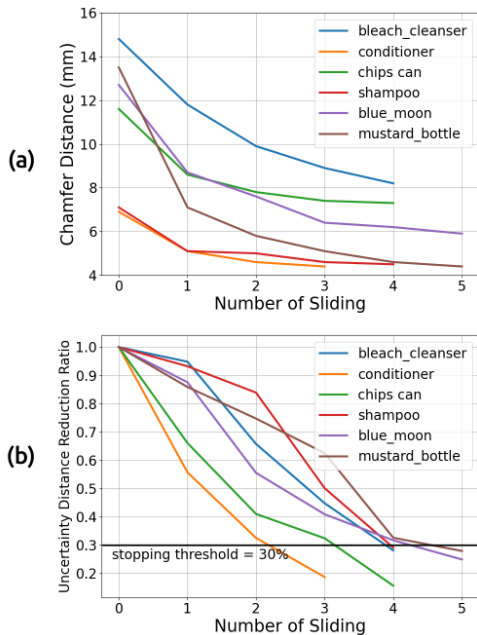 (a)
Chamfer Distance (mm)
16
14
12
10
8
6
4
bleach_cleanser
conditioner
chips can
shampoo
blue_moon
mustard_bottle
0 1 2 3 4 5
Number of Sliding
(b)
Uncertainty Distance Reduction Ratio
1.0
0.9
0.8
0.7
0.6
0.5
0.4
0.3
0.2
bleach_cleanser
conditioner
chips can
shampoo
blue_moon
mustard_bottle
stopping threshold = 30%
0 1 2 3 4 5
Number of Sliding